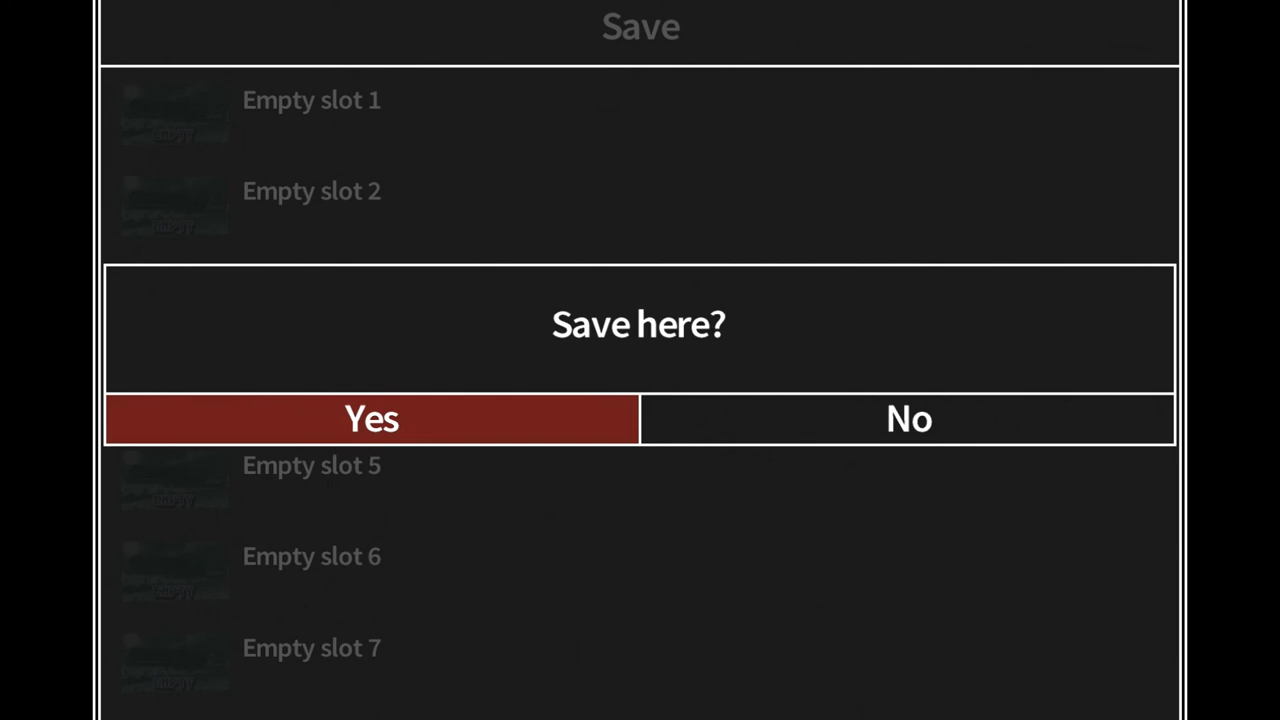 Save
Empty slot 1
Empty slot 2
Save here?
Yes
No
Empty slot 5
Empty slot 6
Empty slot 7